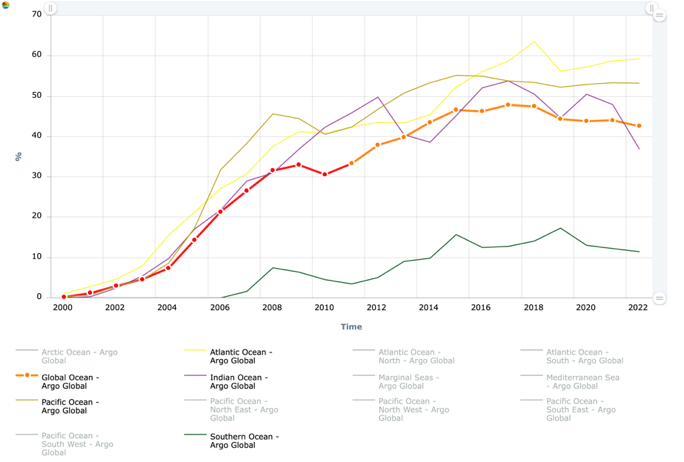 70
60
50
40
30
20
10
0
%
2000 2002 2004 2006 2008 2010 2012 2014 2016 2018 2020 2022
Time
Arctic Ocean - Argo
Global
Atlantic Ocean -
Argo Global
Atlantic Ocean -
North - Argo Global
Atlantic Ocean -
South - Argo Global
Global Ocean -
Argo Global
Indian Ocean -
Argo Global
Marginal Seas -
Argo Global
Mediterranean Sea
- Argo Global
Pacific Ocean -
Argo Global
Pacific Ocean -
North East - Argo
Global
Pacific Ocean -
North West - Argo
Global
Pacific Ocean -
South East - Argo
Global
Pacific Ocean -
South West - Argo
Global
Southern Ocean -
Argo Global